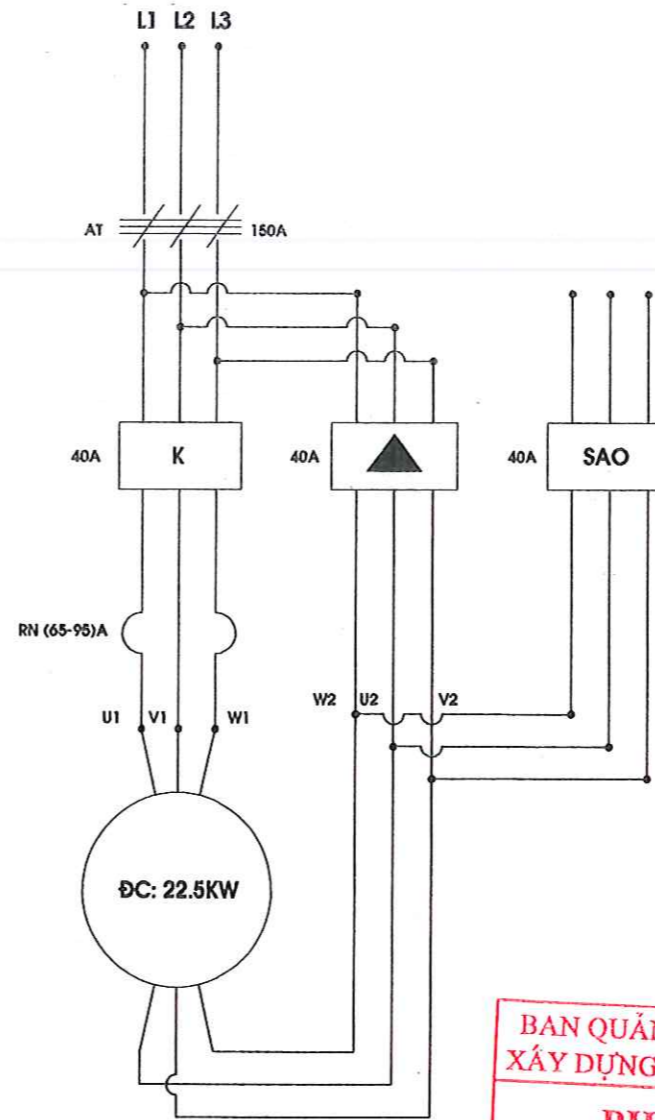 L1 L2 L3
AT 150A
40A K 40A 40A SAO
RN (65-95)A
U1 V1 W1 W2 U2 V2
ĐC: 22.5KW
BAN QUẢN
XÂY DỰNG